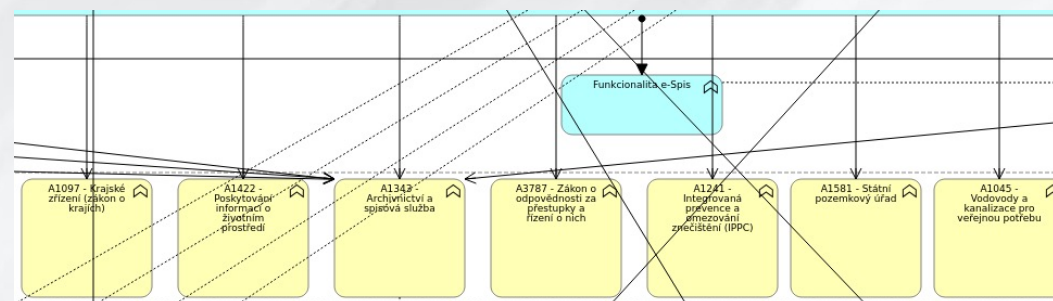 Funkcionalita e-Spis
A1097 - Krajské
zřízení (zákon o
krajích)
A1422 -
Poskytování
informací o
životním
prostředí
A1343 -
Archivnictví a
spisová služba
A3787 - Zákon o
odpovědnosti za
přestupky a
řízení o nich
A1241 -
Integrovaná
prevence a
omezování
znečištění (IPPC)
A1581 - Státní
pozemkový úřad
A1045 -
Vodovody a
kanalizace pro
veřejnou potřebu